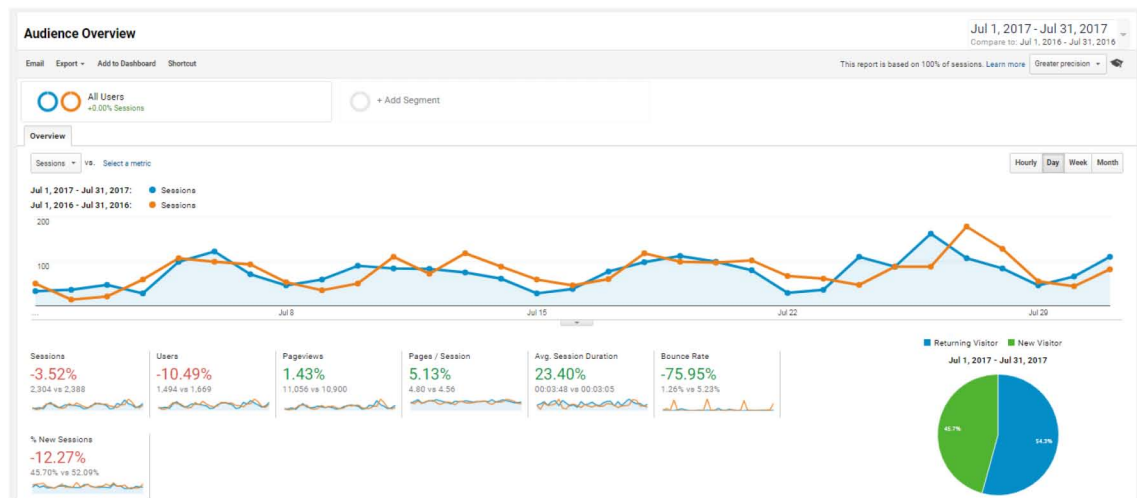 Audience Overview
Jul 1, 2017 - Jul 31, 2017
Compare to: Jul 1, 2016 - Jul 31, 2016
Email Export Add to Dashboard Shortcut
This report is based on 100% of sessions. Learn more Greater precision
All Users
+0.00% Sessions
+ Add Segment
Overview
Sessions vs. Select a metric
Hourly Day Week Month
Jul 1, 2017 - Jul 31, 2017: Sessions
Jul 1, 2016 - Jul 31, 2016: Sessions
200
100
... Jul 8 Jul 15 Jul 22 Jul 29
Sessions
-3.52%
2,304 vs 2,388
Users
-10.49%
1,494 vs 1,669
Pageviews
1.43%
11,056 vs 10,900
Pages / Session
5.13%
4.80 vs 4.56
Avg. Session Duration
23.40%
00:03:48 vs 00:03:05
Bounce Rate
-75.95%
1.26% vs 5.23%
% New Sessions
-12.27%
45.70% vs 52.09%
Returning Visitor New Visitor
Jul 1, 2017 - Jul 31, 2017
45.7%
54.3%